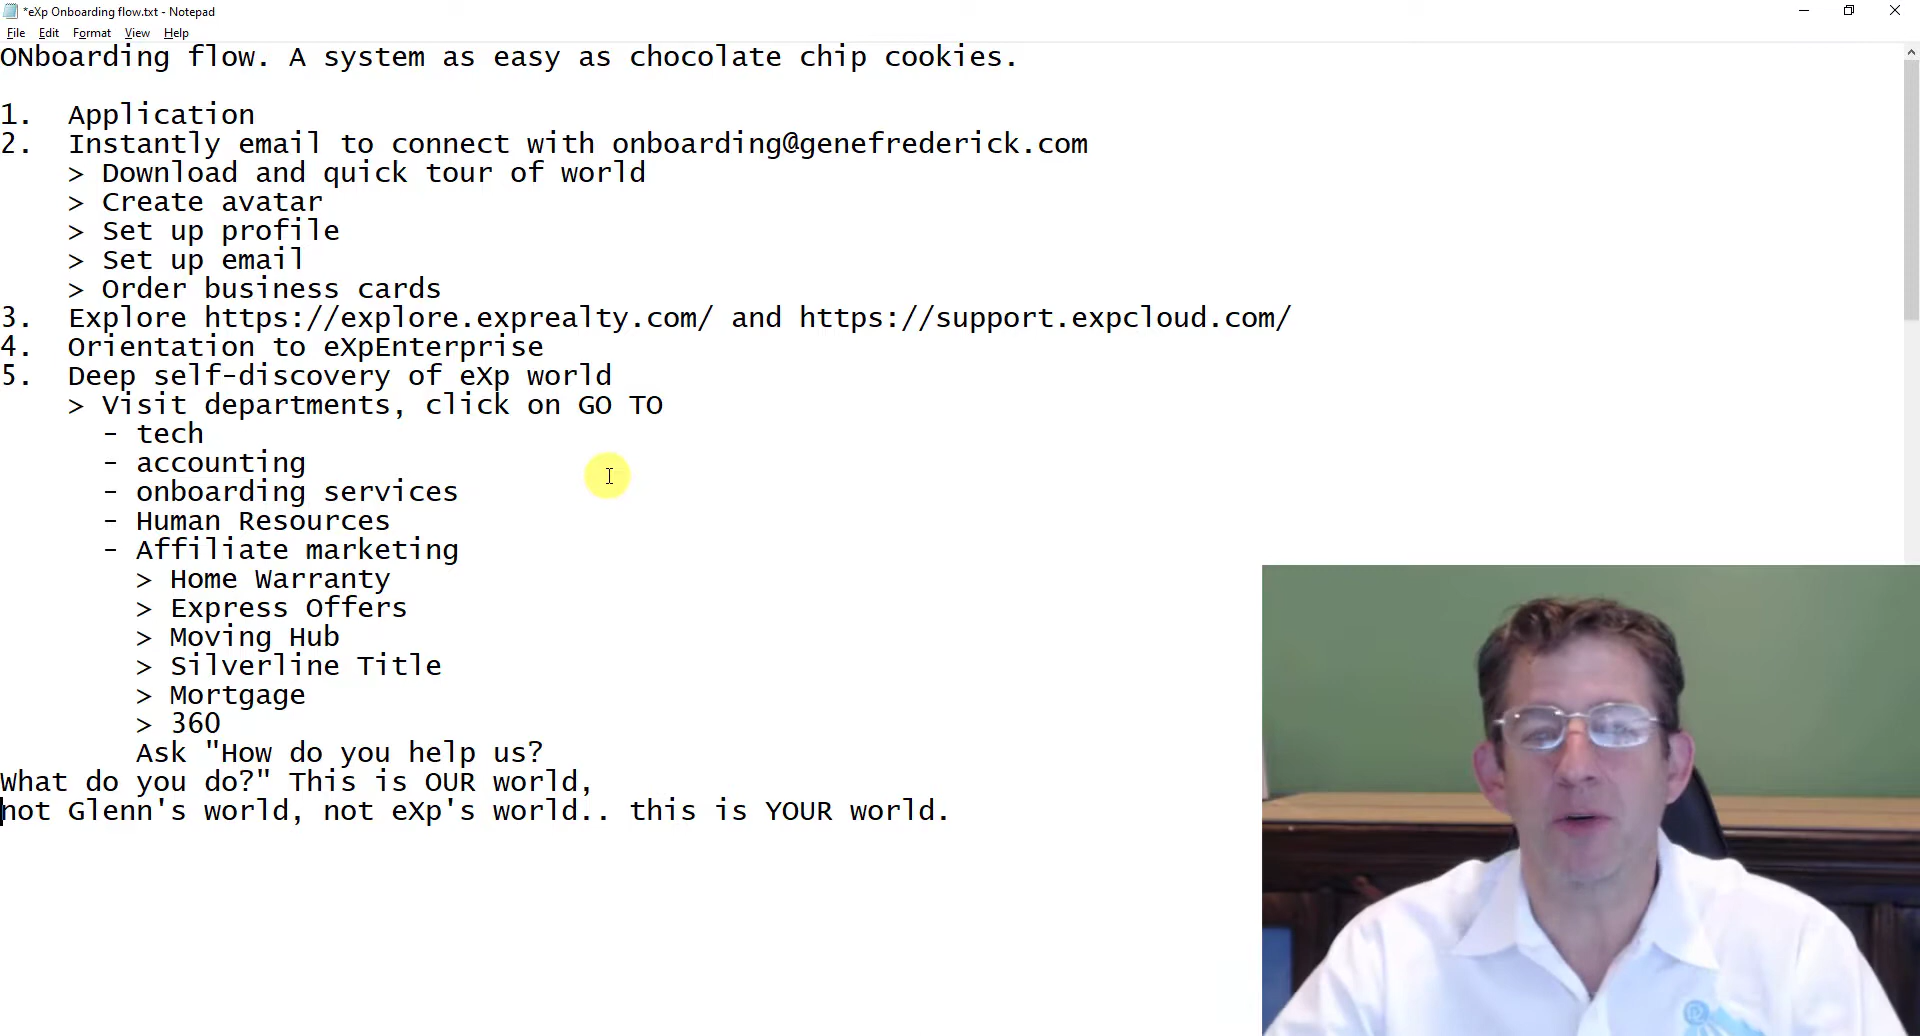 *eXp Onboarding flow.txt - Notepad
File Edit Format View Help
ONboarding flow. A system as easy as chocolate chip cookies.
1. Application
2. Instantly email to connect with onboarding@genefrederick.com
> Download and quick tour of world
> Create avatar
> Set up profile
> Set up email
> Order business cards
3. Explore https://explore.exprealty.com/ and https://support.expcloud.com/
4. Orientation to eXpEnterprise
5. Deep self-discovery of eXp world
> Visit departments, click on GO TO
- tech
- accounting
- onboarding services
- Human Resources
- Affiliate marketing
> Home Warranty
> Express Offers
> Moving Hub
> Silverline Title
> Mortgage
> 360
Ask "How do you help us?
What do you do?" This is OUR world,
not Glenn's world, not eXp's world.. this is YOUR world.